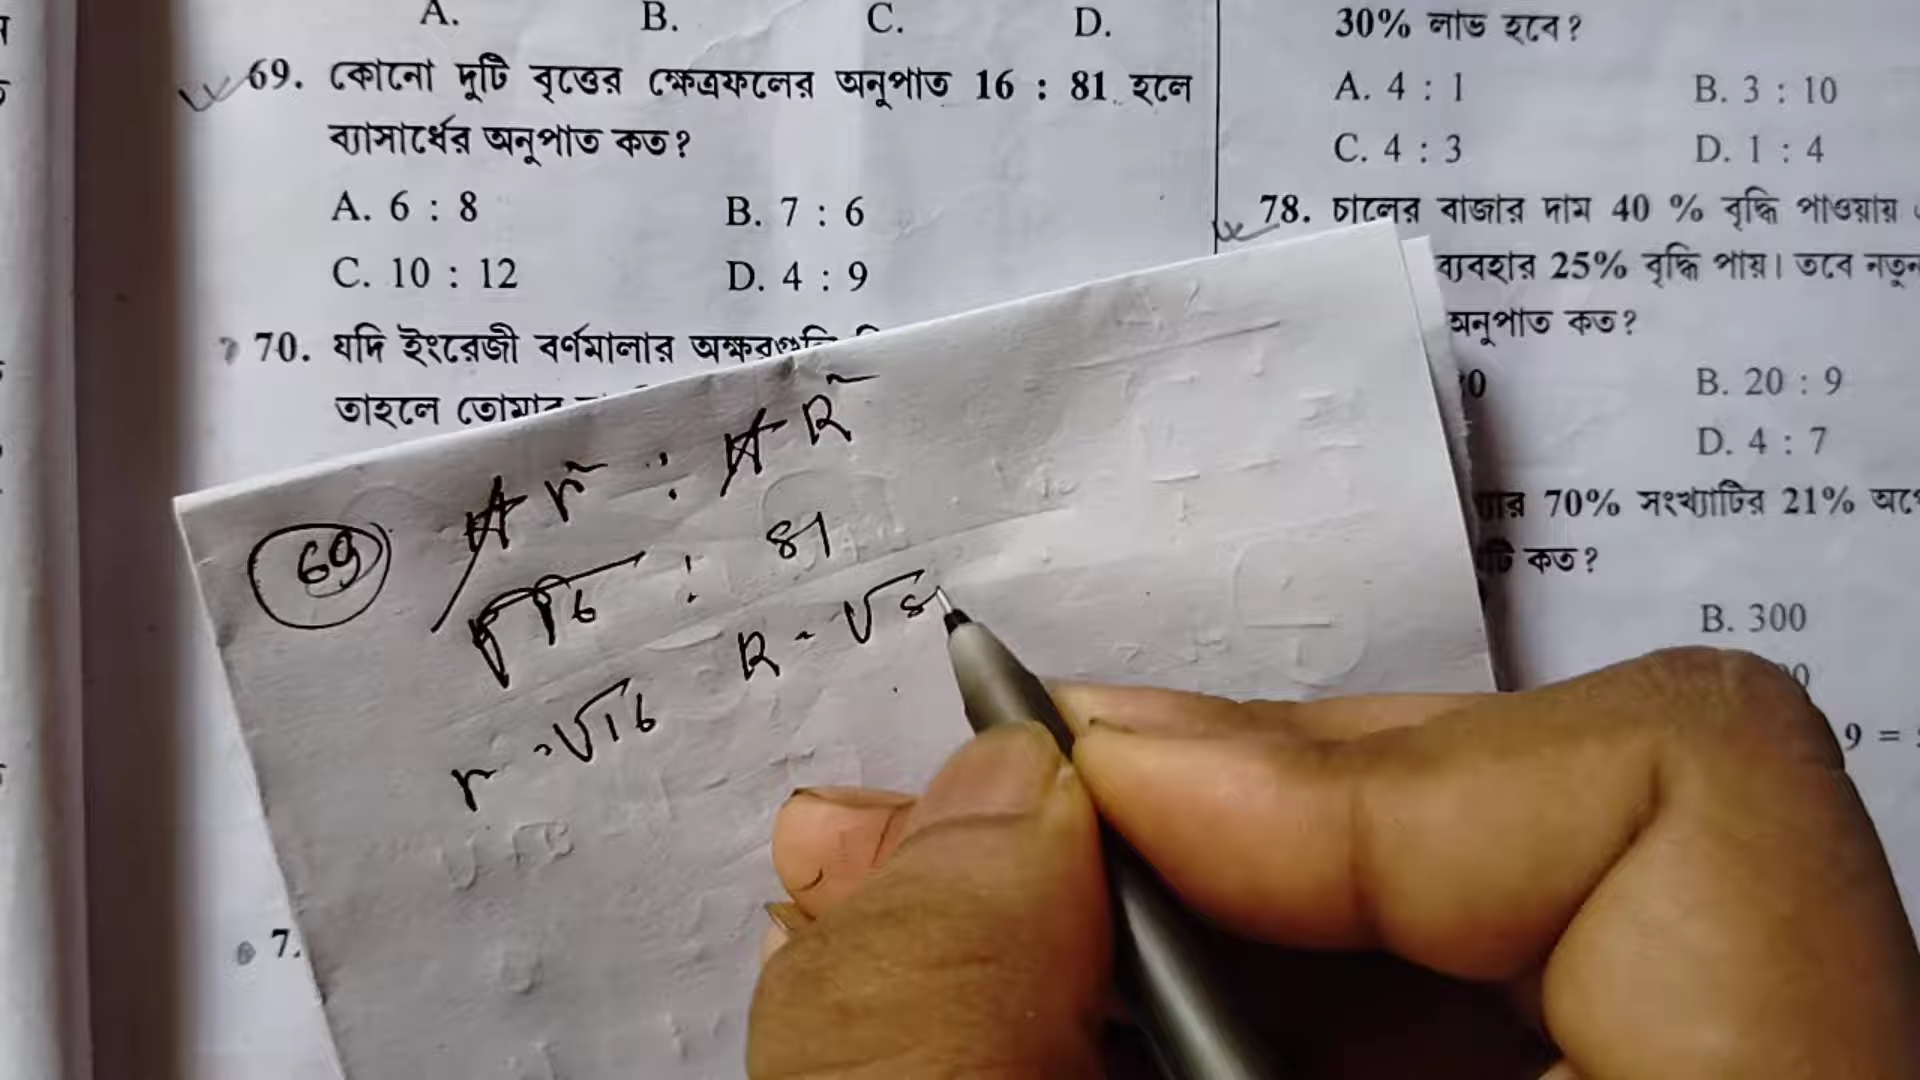 A. B. C. D.
69. কোনো দুটি বৃত্তের ক্ষেত্রফলের অনুপাত 16 : 81 হলে
ব্যাসার্ধের অনুপাত কত?
A. 6 : 8 B. 7 : 6
C. 10 : 12 D. 4 : 9
70. যদি ইংরেজী বর্ণমালার
তাহলে তোমার
7.
30% লাভ হবে?
A. 4 : 1 B. 3 : 10
C. 4 : 3 D. 1 : 4
78. চালের বাজার দাম 40 % বৃদ্ধি পাওয়ায়
ব্যবহার 25% বৃদ্ধি পায়। তবে
অনুপাত কত?
B. 20 : 9
D. 4 : 7
70% সংখ্যাটির 21%
কত?
B. 300
9 =
69
r : R
√16 : 81
r = √16 R = √8